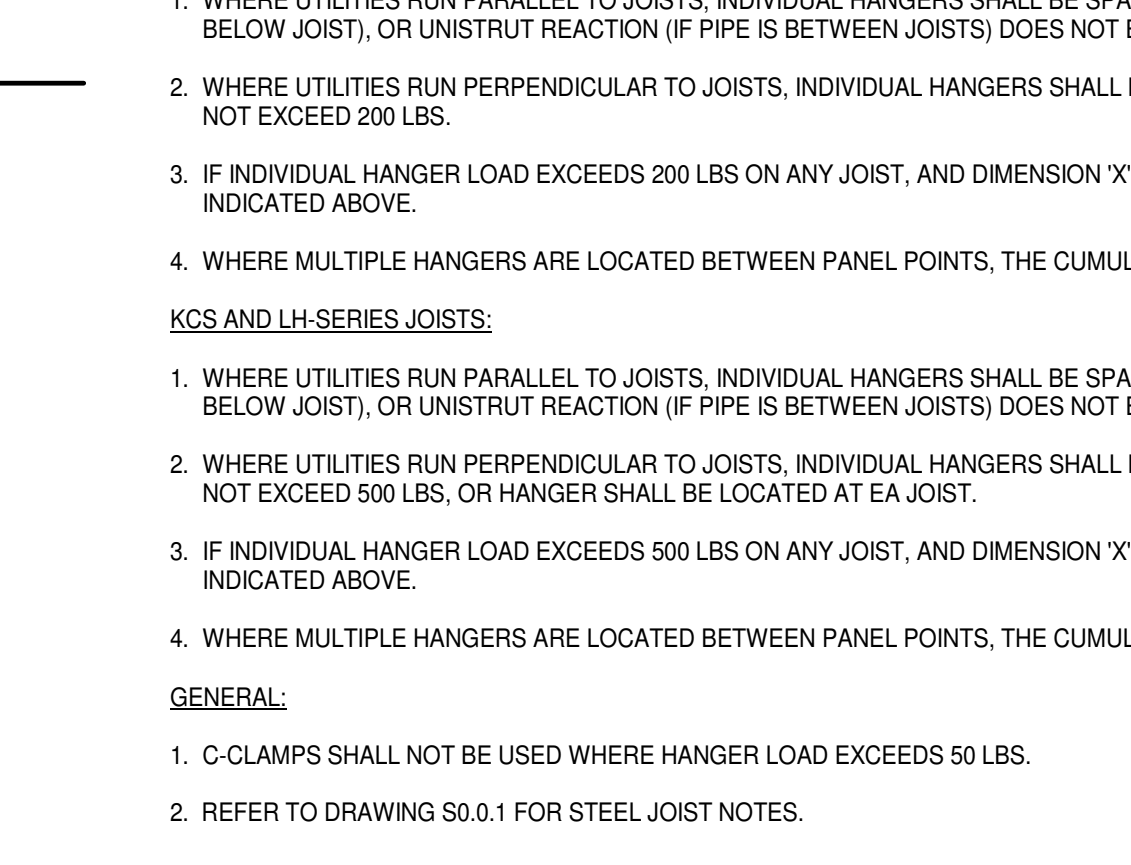 1. WHERE UTILITIES RUN PARALLEL TO JOISTS, INDIVIDUAL HANGERS SHALL BE SPA
BELOW JOIST), OR UNISTRUT REACTION (IF PIPE IS BETWEEN JOISTS) DOES NOT
2. WHERE UTILITIES RUN PERPENDICULAR TO JOISTS, INDIVIDUAL HANGERS SHALL
NOT EXCEED 200 LBS.
3. IF INDIVIDUAL HANGER LOAD EXCEEDS 200 LBS ON ANY JOIST, AND DIMENSION 'X'
INDICATED ABOVE.
4. WHERE MULTIPLE HANGERS ARE LOCATED BETWEEN PANEL POINTS, THE CUMUL
KCS AND LH-SERIES JOISTS:
1. WHERE UTILITIES RUN PARALLEL TO JOISTS, INDIVIDUAL HANGERS SHALL BE SPA
BELOW JOIST), OR UNISTRUT REACTION (IF PIPE IS BETWEEN JOISTS) DOES NOT
2. WHERE UTILITIES RUN PERPENDICULAR TO JOISTS, INDIVIDUAL HANGERS SHALL
NOT EXCEED 500 LBS, OR HANGER SHALL BE LOCATED AT EA JOIST.
3. IF INDIVIDUAL HANGER LOAD EXCEEDS 500 LBS ON ANY JOIST, AND DIMENSION 'X'
INDICATED ABOVE.
4. WHERE MULTIPLE HANGERS ARE LOCATED BETWEEN PANEL POINTS, THE CUMUL
GENERAL:
1. C-CLAMPS SHALL NOT BE USED WHERE HANGER LOAD EXCEEDS 50 LBS.
2. REFER TO DRAWING S0.0.1 FOR STEEL JOIST NOTES.